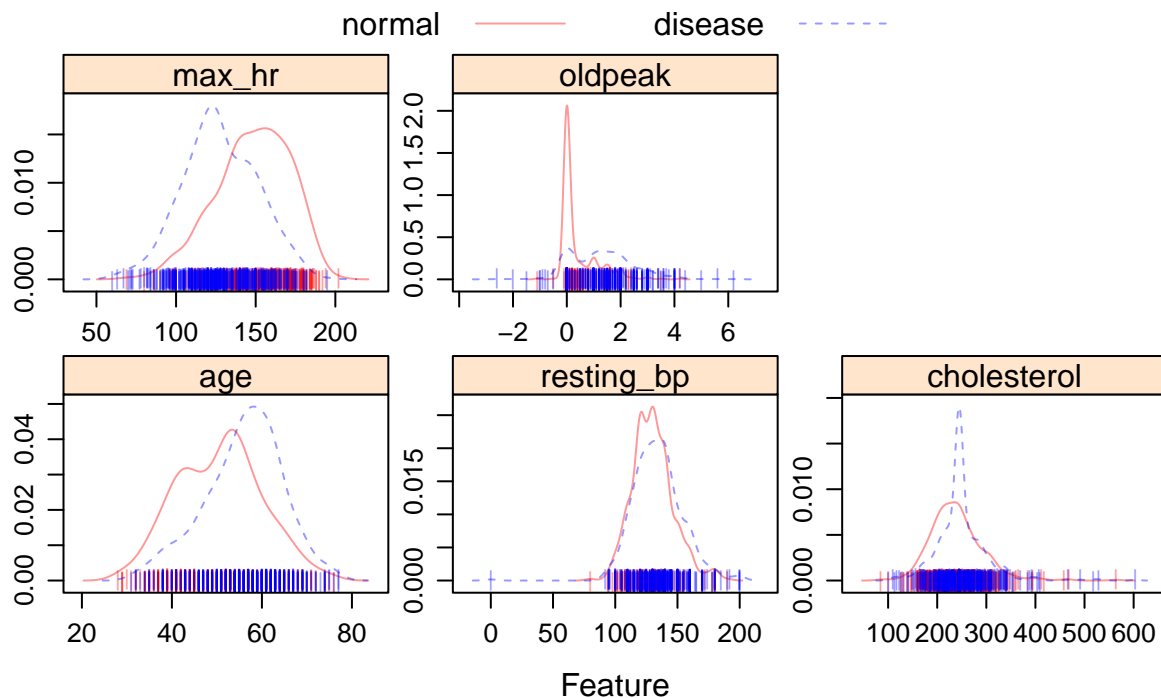 normal disease
max_hr oldpeak
0.000 0.010
0.0 0.5 1.0 1.5 2.0
50 100 150 200
−2 0 2 4 6
age resting_bp cholesterol
0.00 0.02 0.04
0.000 0.015
0.000 0.010
20 40 60 80
0 50 100 150 200
100 200 300 400 500 600
Feature